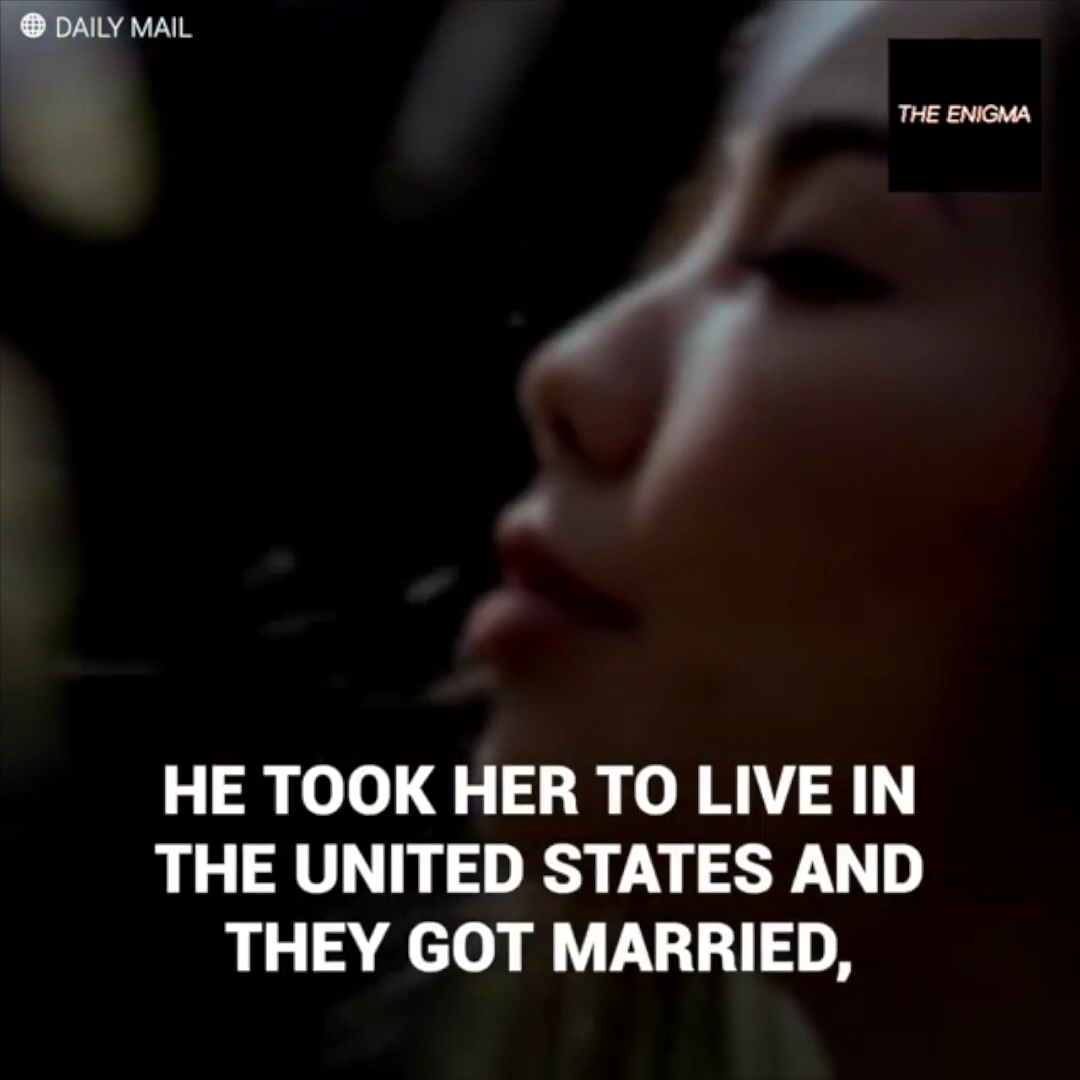 DAILY MAIL
THE ENIGMA
HE TOOK HER TO LIVE IN
THE UNITED STATES AND
THEY GOT MARRIED,